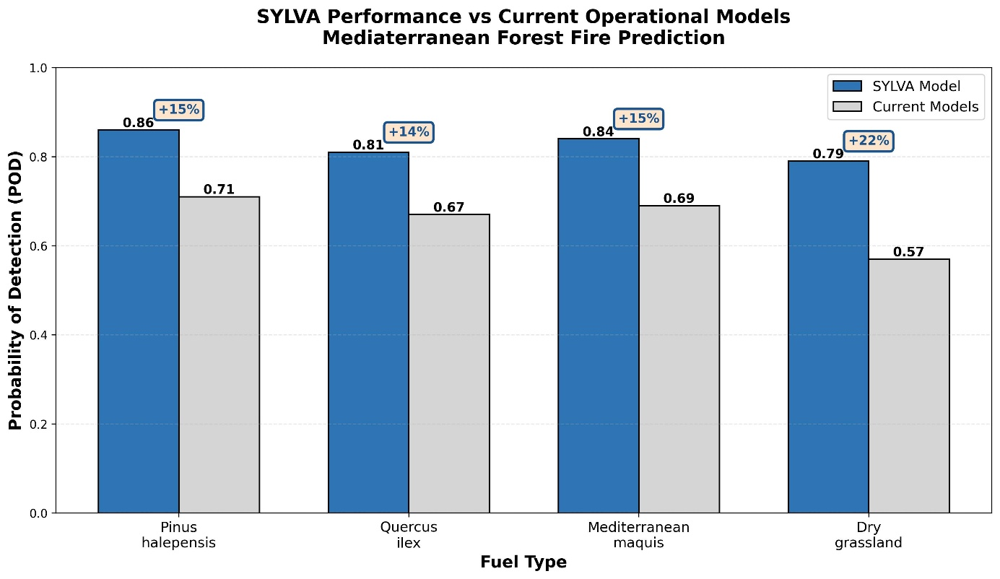 SYLVA Performance vs Current Operational Models
Mediaterranean Forest Fire Prediction
Probability of Detection (POD)
1.0
0.8
0.6
0.4
0.2
0.0
SYLVA Model
Current Models
+15%
0.86
0.71
+14%
0.81
0.67
+15%
0.84
0.69
+22%
0.79
0.57
Pinus
halepensis
Quercus
ilex
Mediterranean
maquis
Dry
grassland
Fuel Type